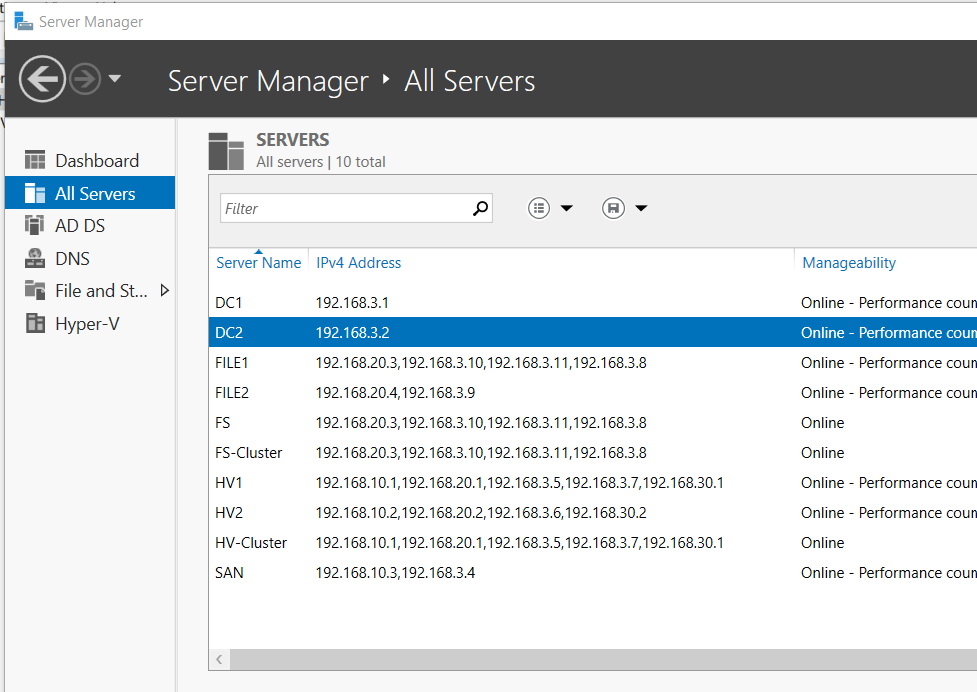 Server Manager
Server Manager ‣ All Servers
Dashboard
All Servers
AD DS
DNS
File and St...
Hyper-V
SERVERS
All servers | 10 total
Filter
Server Name IPv4 Address Manageability
DC1 192.168.3.1 Online - Performance coun
DC2 192.168.3.2 Online - Performance coun
FILE1 192.168.20.3,192.168.3.10,192.168.3.11,192.168.3.8 Online - Performance coun
FILE2 192.168.20.4,192.168.3.9 Online - Performance coun
FS 192.168.20.3,192.168.3.10,192.168.3.11,192.168.3.8 Online
FS-Cluster 192.168.20.3,192.168.3.10,192.168.3.11,192.168.3.8 Online
HV1 192.168.10.1,192.168.20.1,192.168.3.5,192.168.3.7,192.168.30.1 Online - Performance coun
HV2 192.168.10.2,192.168.20.2,192.168.3.6,192.168.30.2 Online - Performance coun
HV-Cluster 192.168.10.1,192.168.20.1,192.168.3.5,192.168.3.7,192.168.30.1 Online
SAN 192.168.10.3,192.168.3.4 Online - Performance coun